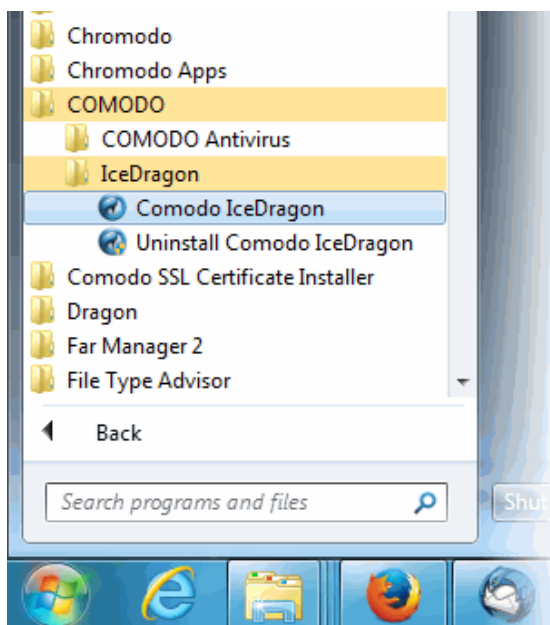 Chromodo
Chromodo Apps
COMODO
COMODO Antivirus
IceDragon
Comodo IceDragon
Uninstall Comodo IceDragon
Comodo SSL Certificate Installer
Dragon
Far Manager 2
File Type Advisor
Back
Search programs and files
Shut